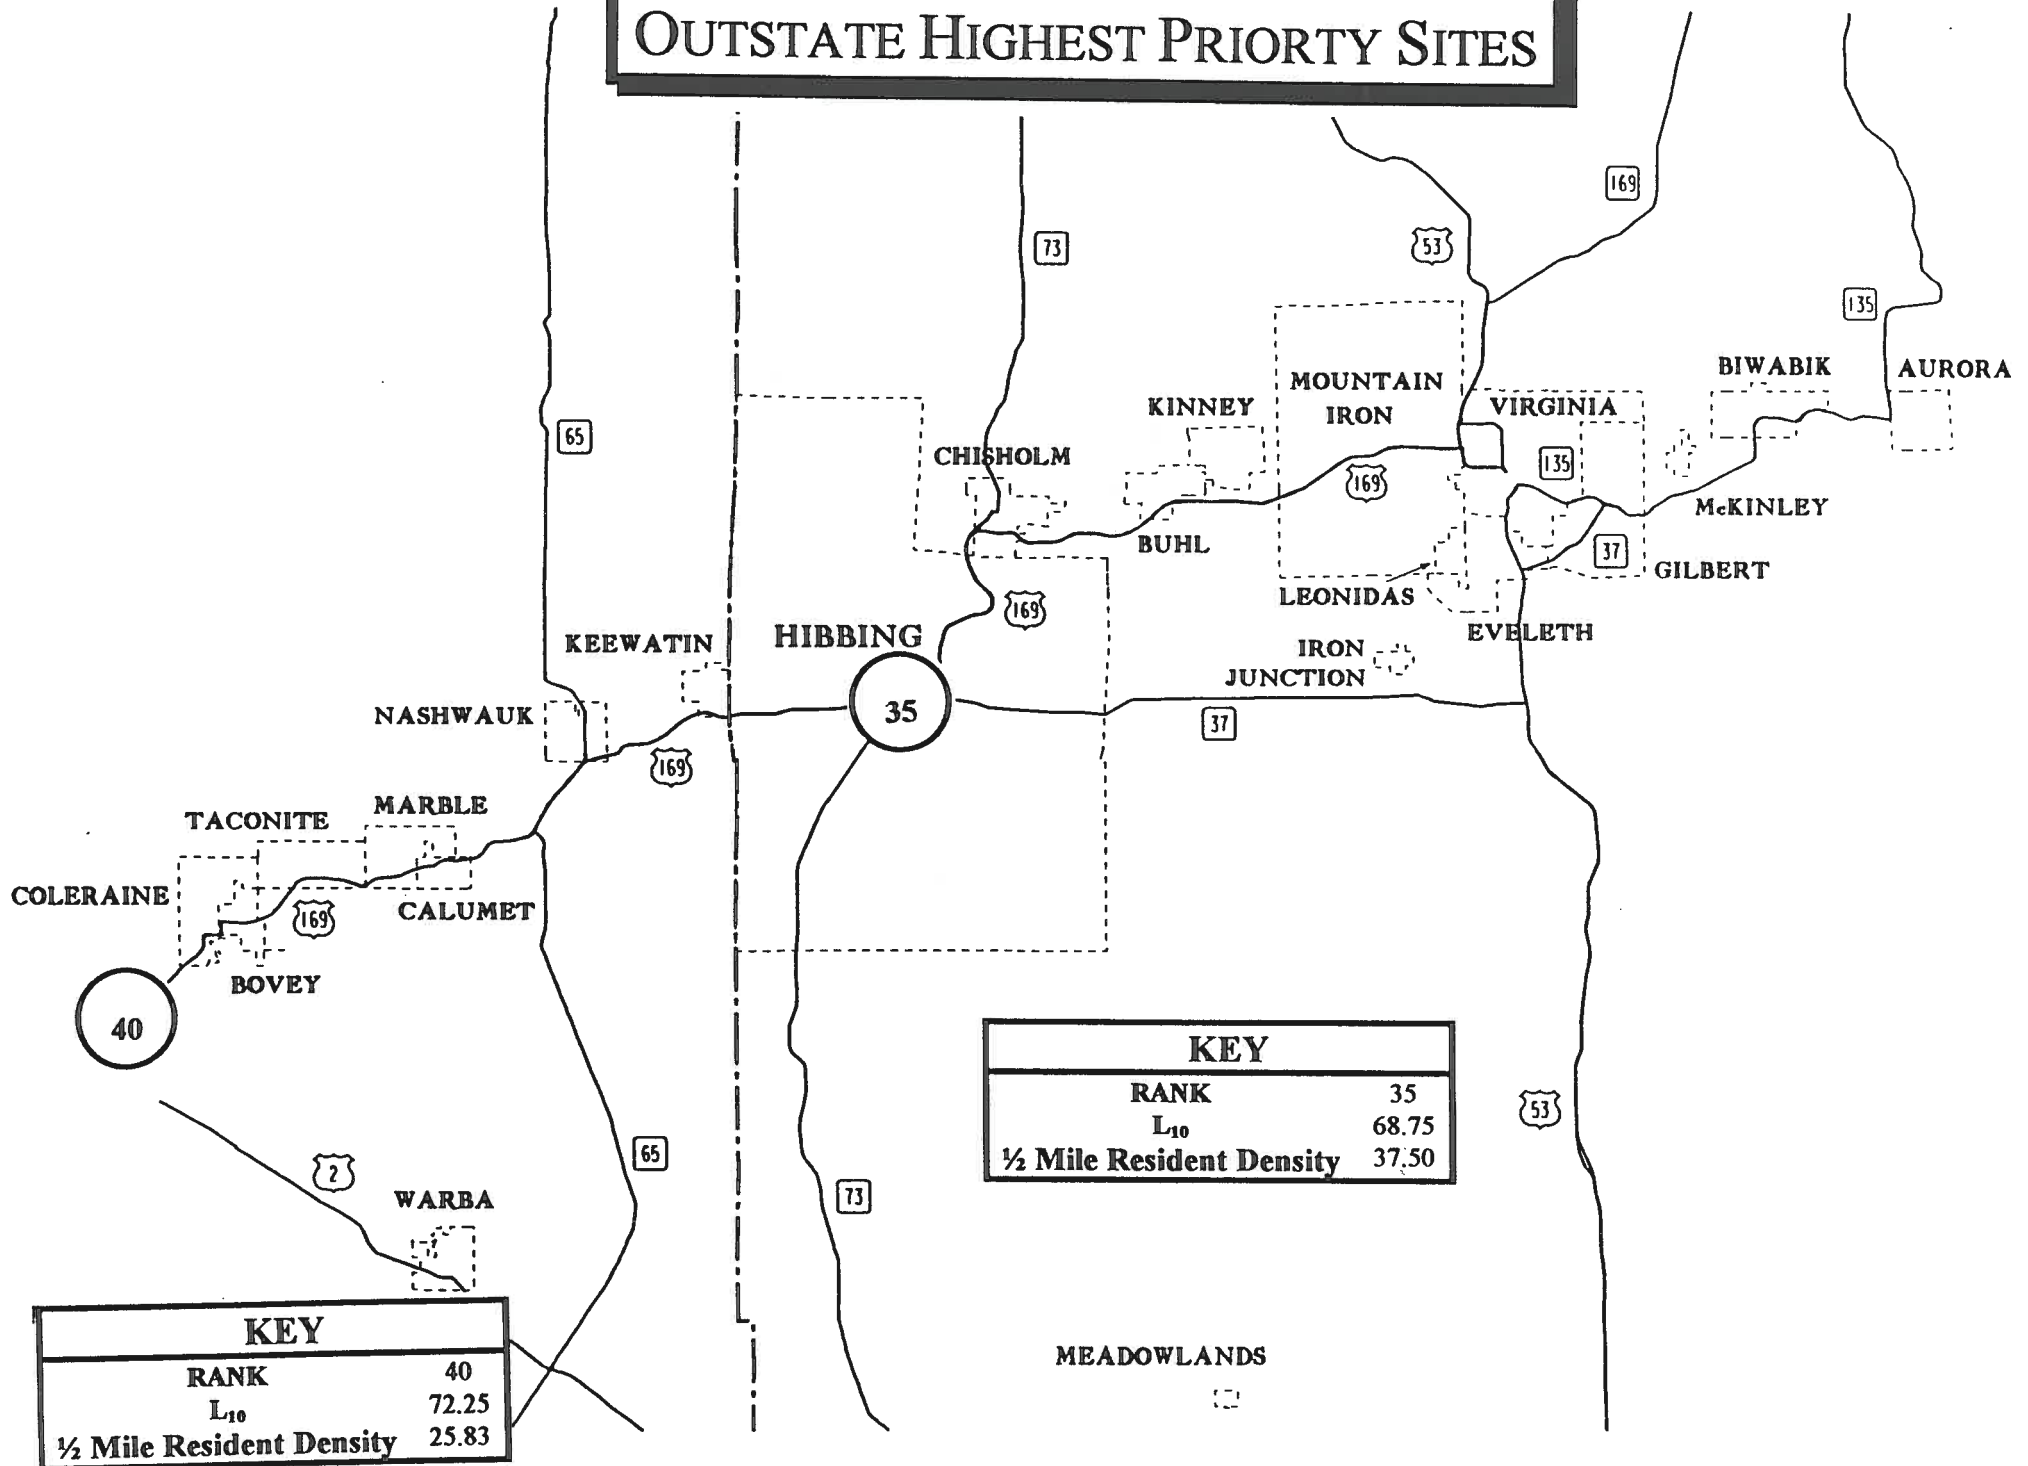 OUTSTATE HIGHEST PRIORTY SITES
169
73
53
135
BIWABIK
AURORA
MOUNTAIN
IRON
KINNEY
VIRGINIA
65
CHISHOLM
135
169
McKINLEY
BUHL
37
GILBERT
LEONIDAS
169
EVELETH
HIBBING
KEEWATIN
IRON
JUNCTION
35
NASHWAUK
37
169
MARBLE
TACONITE
COLERAINE
169
CALUMET
BOVEY
40
KEY
RANK 35
L10 68.75
½ Mile Resident Density 37.50
53
65
2
73
WARBA
KEY
RANK 40
L10 72.25
½ Mile Resident Density 25.83
MEADOWLANDS